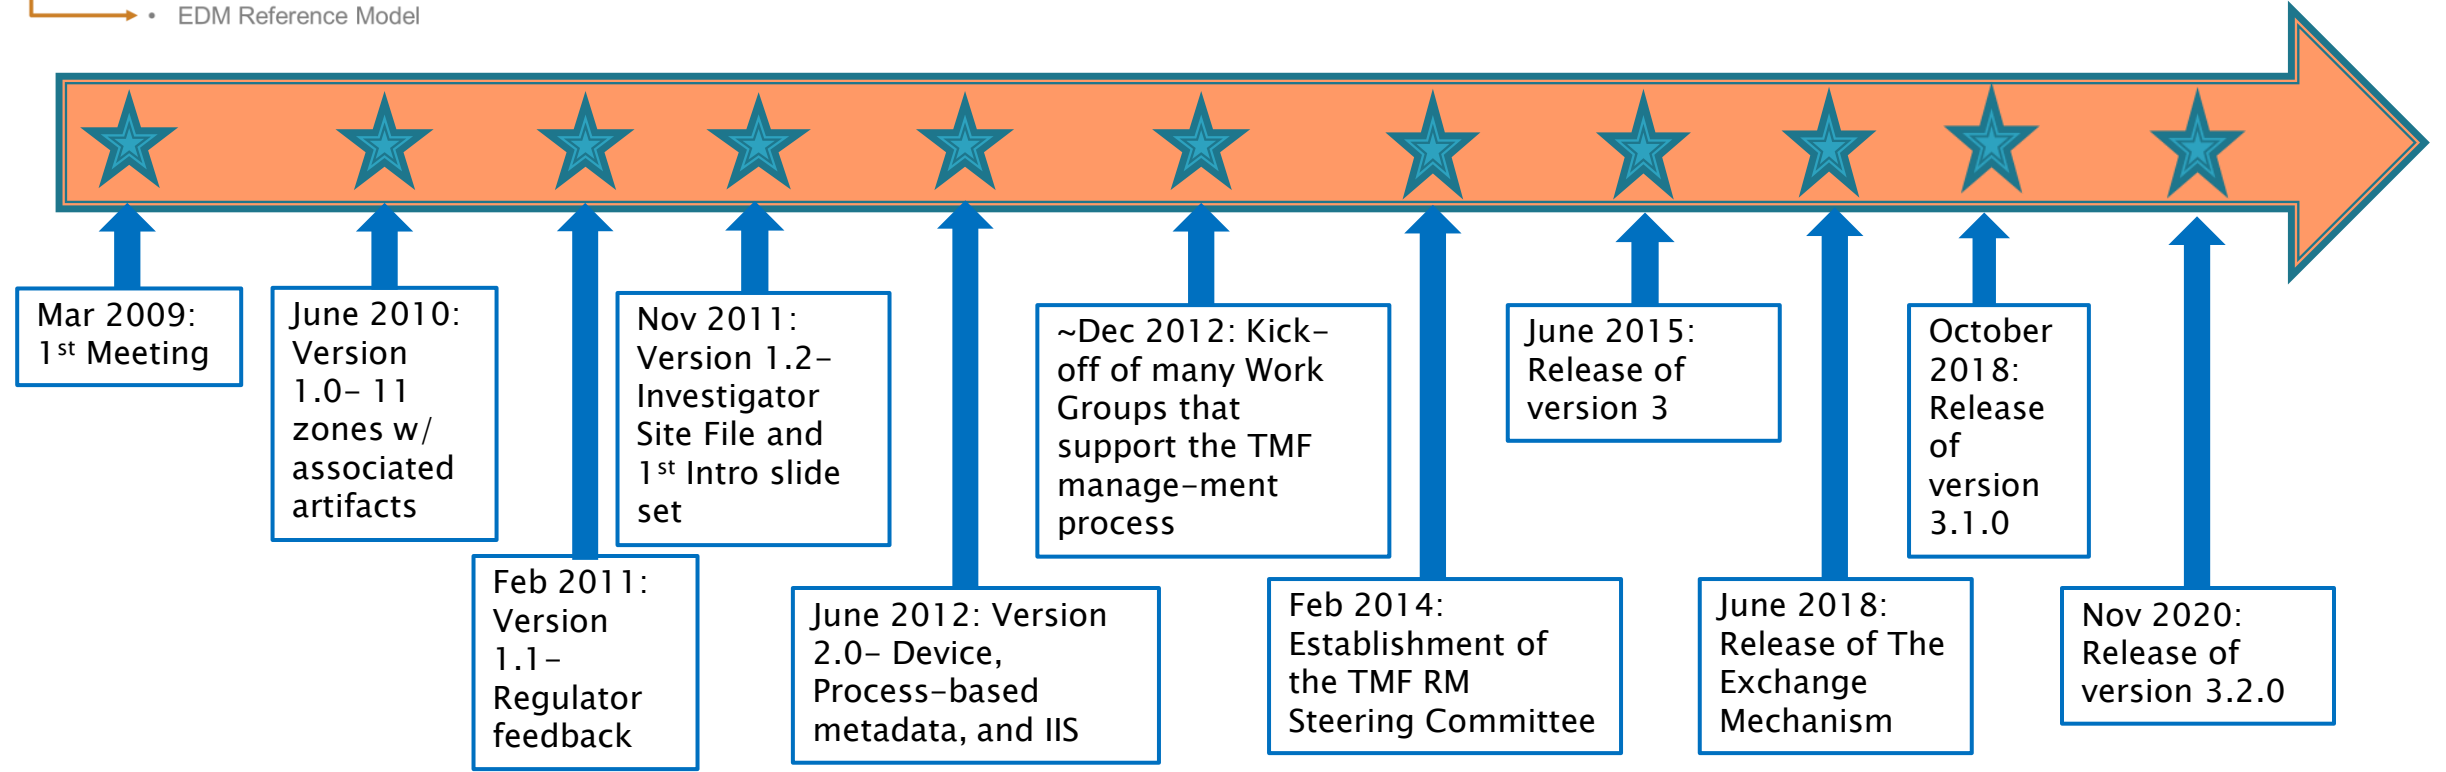 • EDM Reference Model
Mar 2009:
1st Meeting
June 2010:
Version
1.0– 11
zones w/
associated
artifacts
Feb 2011:
Version
1.1–
Regulator
feedback
Nov 2011:
Version 1.2–
Investigator
Site File and
1st Intro slide
set
June 2012: Version
2.0– Device,
Process–based
metadata, and IIS
~Dec 2012: Kick–
off of many Work
Groups that
support the TMF
manage–ment
process
Feb 2014:
Establishment of
the TMF RM
Steering Committee
June 2015:
Release of
version 3
June 2018:
Release of The
Exchange
Mechanism
October
2018:
Release
of
version
3.1.0
Nov 2020:
Release of
version 3.2.0